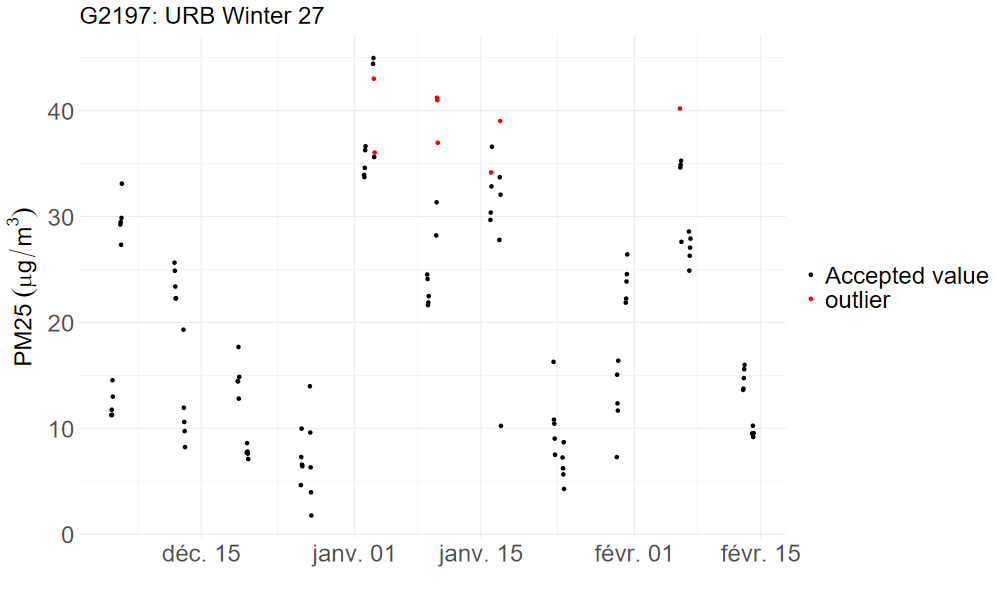 G2197: URB Winter 27
PM25 (μg/m³)
40
30
20
10
0
déc. 15
janv. 01
janv. 15
févr. 01
févr. 15
Accepted value
outlier